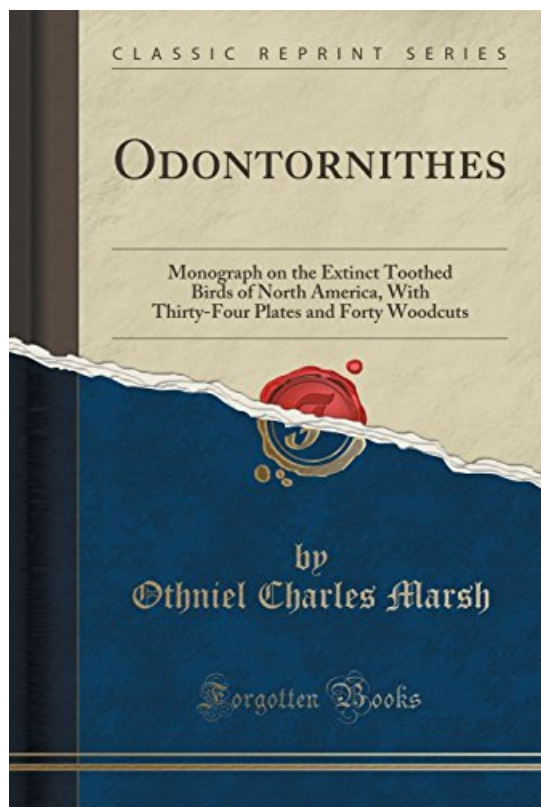 CLASSIC REPRINT SERIES
ODONTORNITHES
Monograph on the Extinct Toothed
Birds of North America, With
Thirty-Four Plates and Forty Woodcuts
by
Othniel Charles Marsh
Forgotten Books